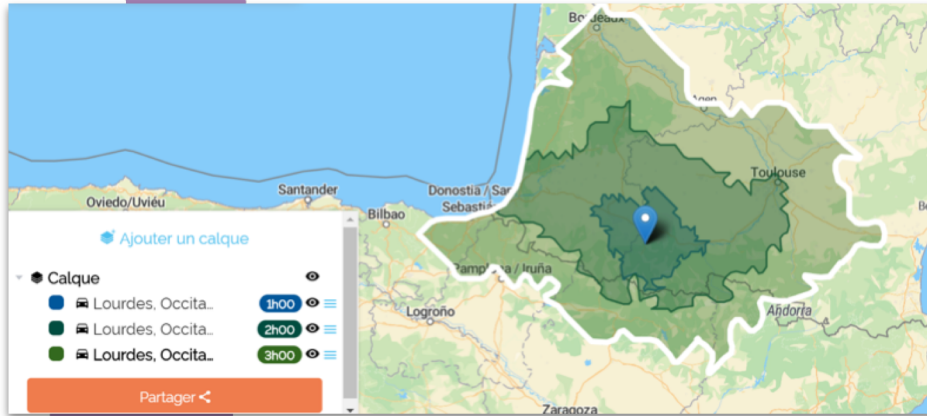 Bordeaux
Agen
Toulouse
Santander
Donostia / San
Sebastián
Oviedo/Uviéu
Bilbao
Pamplona / Iruña
Logroño
Andorra
Zaragoza
Ajouter un calque
Calque
Lourdes, Occita... 1h00
Lourdes, Occita... 2h00
Lourdes, Occita... 3h00
Partager